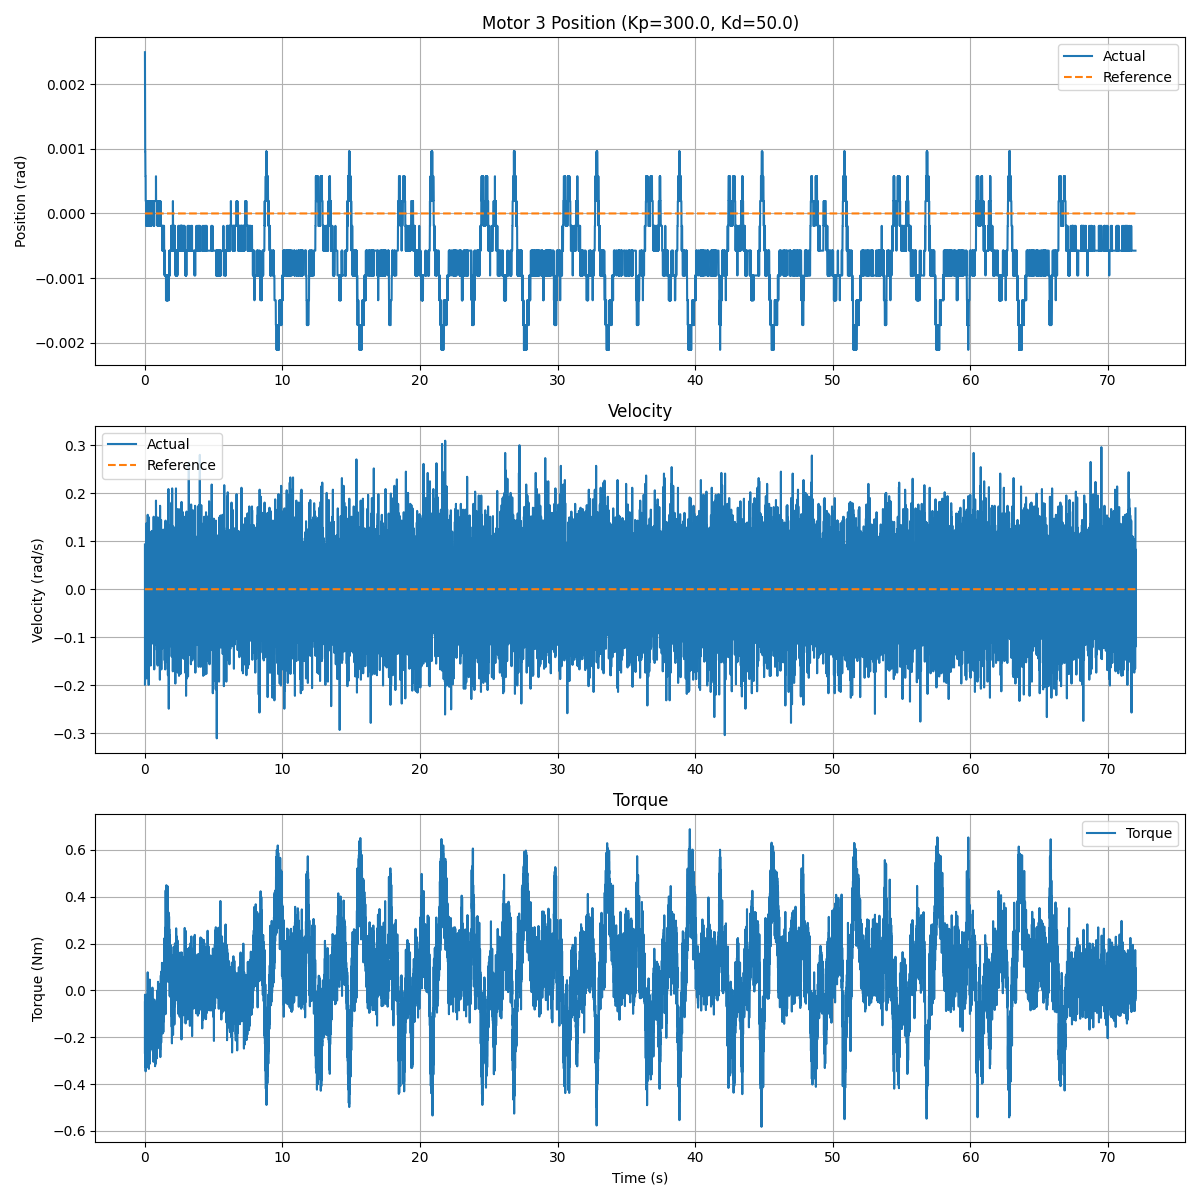 Motor 3 Position (Kp=300.0, Kd=50.0)
Actual
Reference
Position (rad)
0.002
0.001
0.000
−0.001
−0.002
0 10 20 30 40 50 60 70
Velocity
Actual
Reference
Velocity (rad/s)
0.3
0.2
0.1
0.0
−0.1
−0.2
−0.3
0 10 20 30 40 50 60 70
Torque
Torque
Torque (Nm)
0.6
0.4
0.2
0.0
−0.2
−0.4
−0.6
0 10 20 30 40 50 60 70
Time (s)